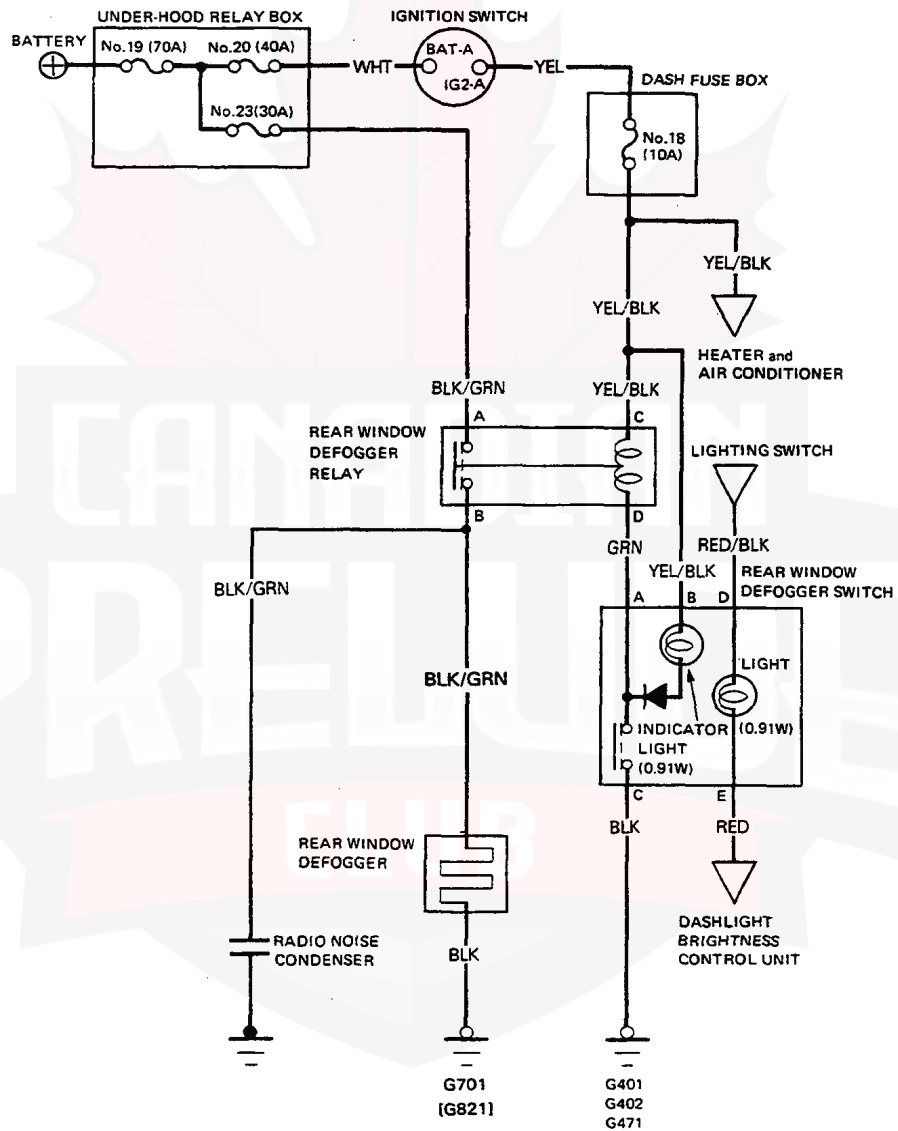 UNDER-HOOD RELAY BOX
IGNITION SWITCH
BATTERY
No.19 (70A)
No.20 (40A)
BAT-A
WHT
YEL
IG2-A
DASH FUSE BOX
No.23(30A)
No.18
(10A)
YEL/BLK
YEL/BLK
HEATER and
AIR CONDITIONER
BLK/GRN
YEL/BLK
A
C
REAR WINDOW
DEFOGGER
RELAY
LIGHTING SWITCH
B
D
GRN
RED/BLK
YEL/BLK
REAR WINDOW
DEFOGGER SWITCH
BLK/GRN
A
B
D
LIGHT
BLK/GRN
INDICATOR
LIGHT
(0.91W)
(0.91W)
C
E
BLK
RED
REAR WINDOW
DEFOGGER
DASHLIGHT
BRIGHTNESS
CONTROL UNIT
RADIO NOISE
CONDENSER
BLK
G701
[G821]
G401
G402
G471
CANADIAN
PRELUDE
CLUB